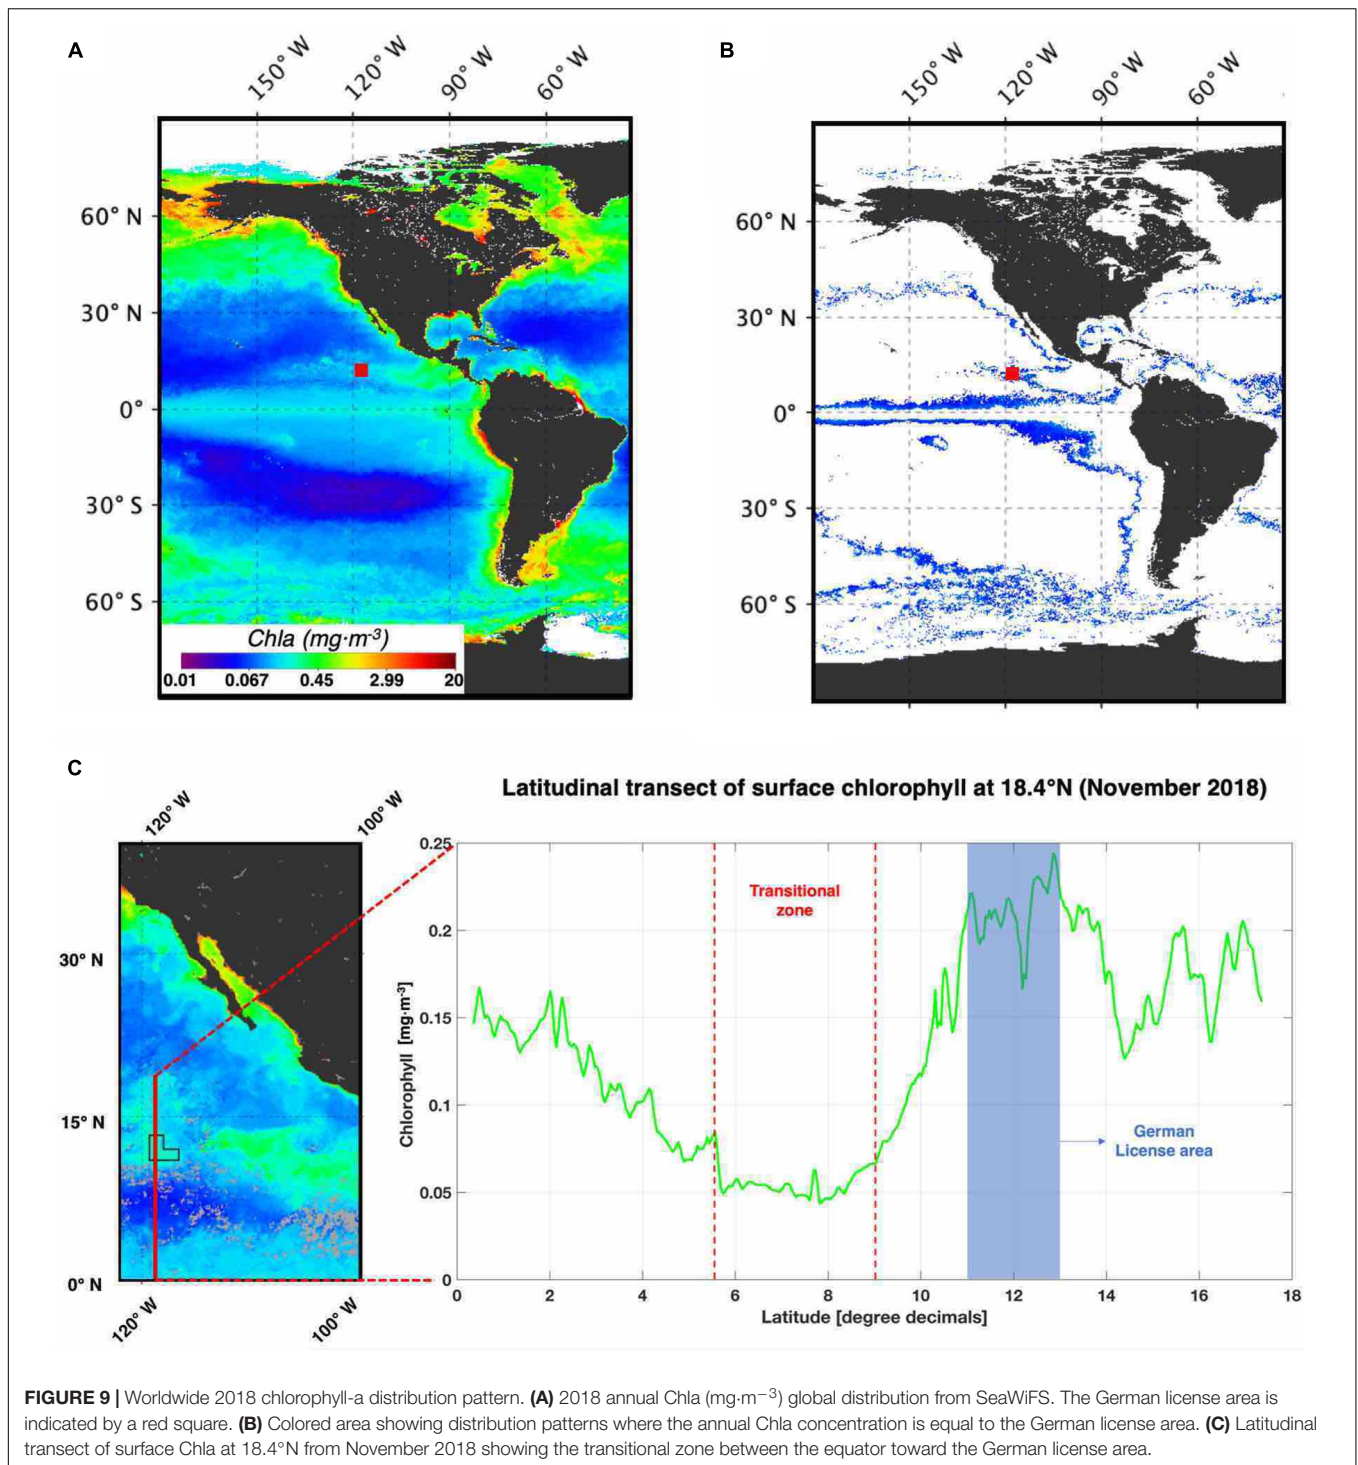 A
150° W
120° W
90° W
60° W
60° N
30° N
0°
30° S
60° S
Chla (mg·m-3)
0.01 0.067 0.45 2.99 20
B
150° W
120° W
90° W
60° W
60° N
30° N
0°
30° S
60° S
C
120° W
100° W
30° N
15° N
0° N
120° W
100° W
Latitudinal transect of surface chlorophyll at 18.4°N (November 2018)
Chlorophyll [mg·m-3]
0.25
0.2
0.15
0.1
0.05
0
Transitional
zone
German
License area
0 2 4 6 8 10 12 14 16 18
Latitude [degree decimals]
FIGURE 9 | Worldwide 2018 chlorophyll-a distribution pattern. (A) 2018 annual Chla (mg·m−3) global distribution from SeaWiFS. The German license area is
indicated by a red square. (B) Colored area showing distribution patterns where the annual Chla concentration is equal to the German license area. (C) Latitudinal
transect of surface Chla at 18.4°N from November 2018 showing the transitional zone between the equator toward the German license area.